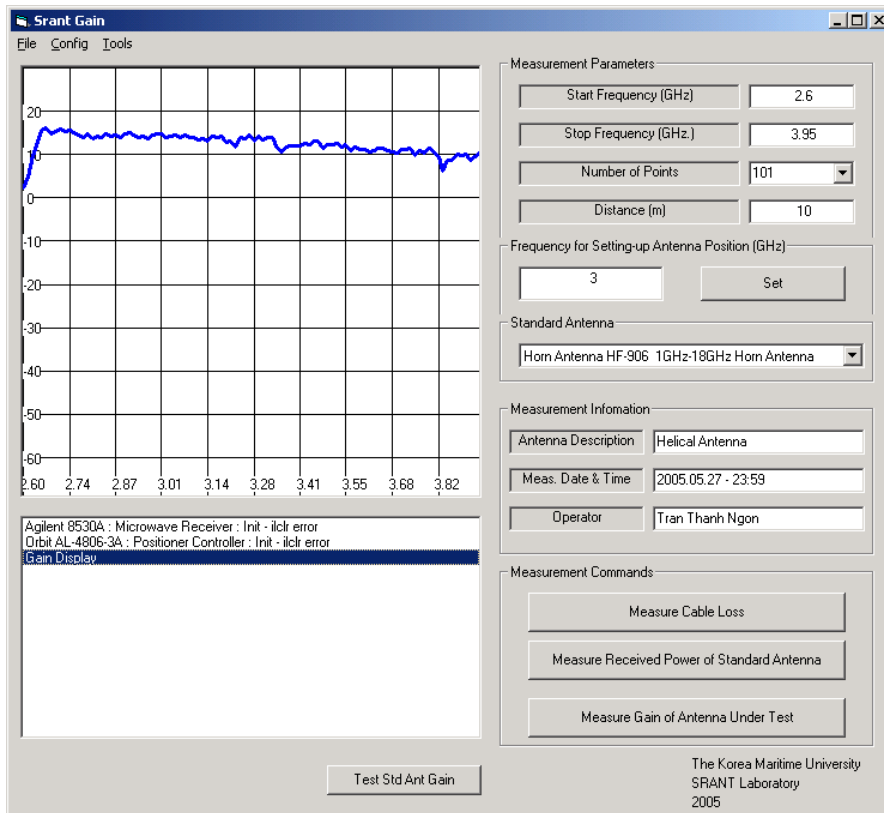 Srant Gain
File Config Tools
20
10
0
-10
-20
-30
-40
-50
-60
2.60 2.74 2.87 3.01 3.14 3.28 3.41 3.55 3.68 3.82
Agilent 8530A : Microwave Receiver : Init - ilclr error
Orbit AL-4806-3A : Positioner Controller : Init - ilclr error
Gain Display
Test Std Ant Gain
Measurement Parameters
Start Frequency (GHz) 2.6
Stop Frequency (GHz.) 3.95
Number of Points 101
Distance (m) 10
Frequency for Setting-up Antenna Position (GHz)
3 Set
Standard Antenna
Horn Antenna HF-906 1GHz-18GHz Horn Antenna
Measurement Infomation
Antenna Description Helical Antenna
Meas. Date & Time 2005.05.27 - 23:59
Operator Tran Thanh Ngon
Measurement Commands
Measure Cable Loss
Measure Received Power of Standard Antenna
Measure Gain of Antenna Under Test
The Korea Maritime University
SRANT Laboratory
2005